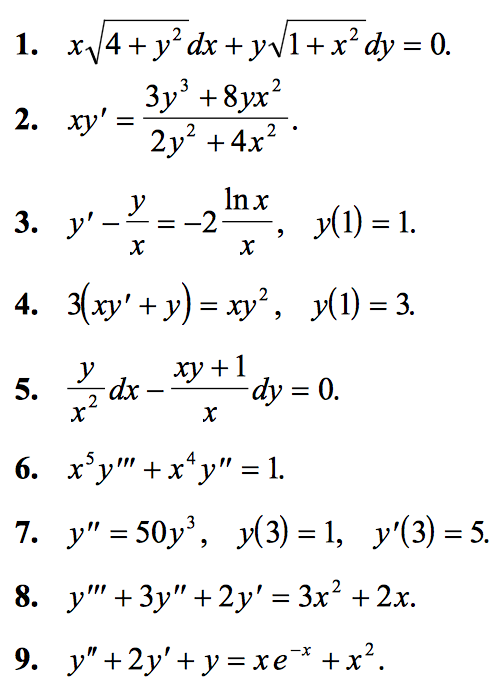 1. x√(4 + y²) dx + y√(1 + x²) dy = 0.
2. xy′ = (3y³ + 8yx²)/(2y² + 4x²).
3. y′ − y/x = −2 (ln x)/x, y(1) = 1.
4. 3(xy′ + y) = xy², y(1) = 3.
5. (y/x²) dx − ((xy + 1)/x) dy = 0.
6. x⁵y‴ + x⁴y″ = 1.
7. y″ = 50y³, y(3) = 1, y′(3) = 5.
8. y‴ + 3y″ + 2y′ = 3x² + 2x.
9. y″ + 2y′ + y = xe⁻ˣ + x².